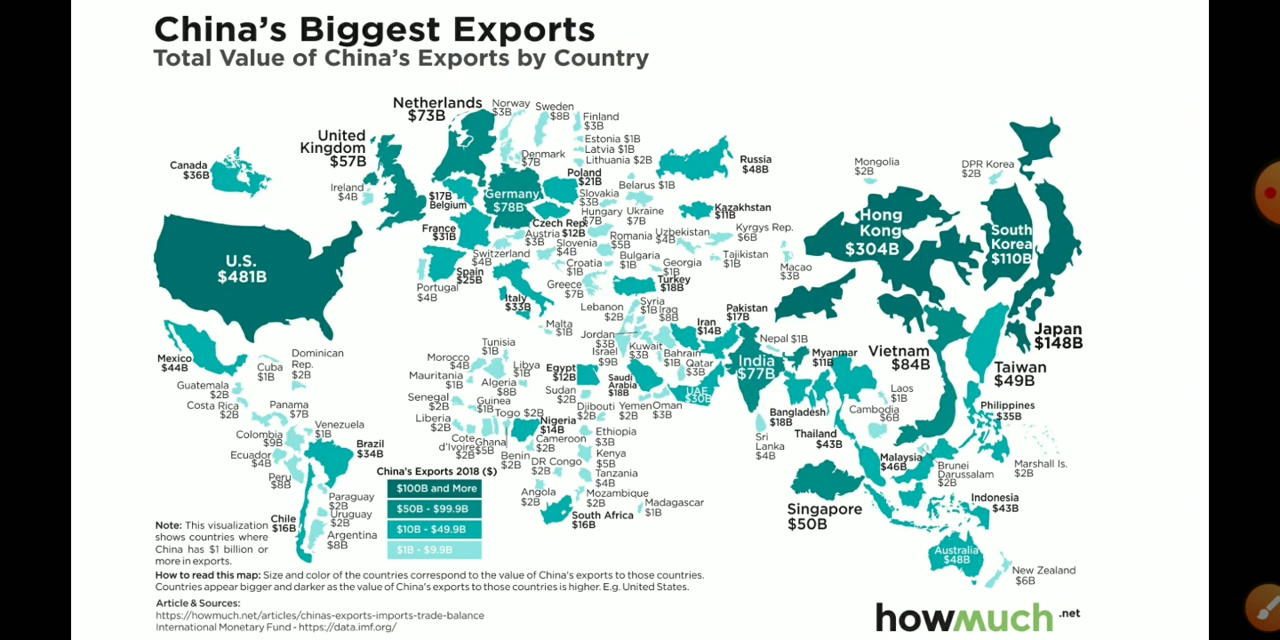 China's Biggest Exports
Total Value of China's Exports by Country
Netherlands
$73B
Norway
$3B
Sweden
$8B
Finland
$3B
Estonia $1B
Latvia $1B
Lithuania $2B
Denmark
$7B
United
Kingdom
$57B
Ireland
$4B
Canada
$36B
$17B
Belgium
Germany
$78B
Poland
$21B
Slovakia
$3B
Belarus $1B
Russia
$48B
Mongolia
$2B
DPR Korea
$2B
Kazakhstan
$11B
Hungary
$7B
Ukraine
$7B
Czech Rep.
$12B
France
$31B
Austria
$3B
Slovenia
$4B
Romania
$5B
Uzbekistan
$4B
Kyrgys Rep.
$6B
Hong
Kong
$304B
South
Korea
$110B
U.S.
$481B
Switzerland
$4B
Croatia
$1B
Bulgaria
$1B
Georgia
$1B
Tajikistan
$1B
Macao
$3B
Spain
$25B
Portugal
$4B
Italy
$33B
Greece
$7B
Turkey
$18B
Lebanon
$2B
Syria
$1B
Iraq
$8B
Pakistan
$17B
Iran
$14B
Malta
$1B
Jordan
$3B
Israel
$9B
Kuwait
$3B
Bahrain
$1B
Qatar
$3B
Nepal $1B
India
$77B
Myanmar
$11B
Vietnam
$84B
Japan
$148B
Taiwan
$49B
Mexico
$44B
Cuba
$1B
Dominican
Rep.
$2B
Guatemala
$2B
Costa Rica
$2B
Panama
$7B
Tunisia
$1B
Morocco
$4B
Libya
$1B
Mauritania
$1B
Algeria
$8B
Egypt
$12B
Saudi
Arabia
$18B
UAE
$30B
Sudan
$2B
Senegal
$2B
Guinea
$1B
Togo $2B
Djibouti
$2B
Yemen
$2B
Oman
$3B
Bangladesh
$18B
Laos
$1B
Cambodia
$6B
Philippines
$35B
Liberia
$2B
Nigeria
$14B
Venezuela
$1B
Colombia
$9B
Ecuador
$4B
Brazil
$34B
Cote
d'Ivoire
$2B
Ghana
$5B
Benin
$2B
Cameroon
$2B
Ethiopia
$3B
Kenya
$5B
Sri
Lanka
$4B
Thailand
$43B
Malaysia
$46B
Brunei
Darussalam
$2B
Marshall Is.
$2B
Peru
$8B
China's Exports 2018 ($)
$100B and More
$50B - $99.9B
$10B - $49.9B
$1B - $9.9B
DR Congo
$2B
Tanzania
$4B
Angola
$2B
Mozambique
$2B
Madagascar
$1B
South Africa
$16B
Singapore
$50B
Indonesia
$43B
Paraguay
$2B
Uruguay
$2B
Argentina
$8B
Chile
$16B
Australia
$48B
New Zealand
$6B
Note: This visualization
shows countries where
China has $1 billion or
more in exports.
How to read this map: Size and color of the countries correspond to the value of China's exports to those countries.
Countries appear bigger and darker as the value of China's exports to those countries is higher. E.g. United States.
Article & Sources:
https://howmuch.net/articles/chinas-exports-imports-trade-balance
International Monetary Fund - https://data.imf.org/
howmuch.net